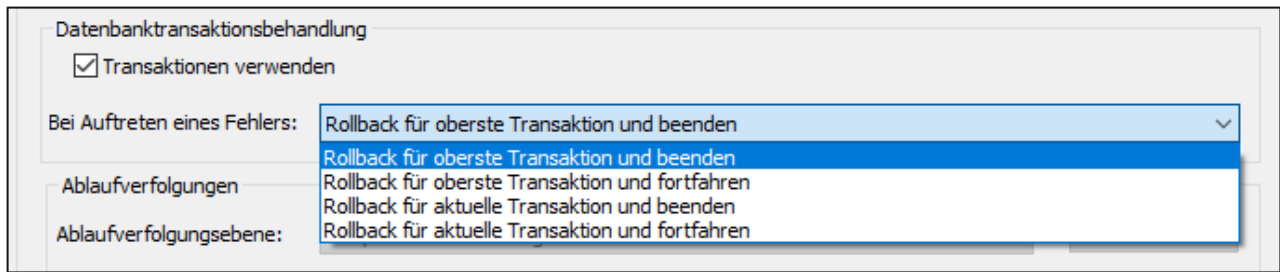 Datenbanktransaktionsbehandlung
Transaktionen verwenden
Bei Auftreten eines Fehlers: Rollback für oberste Transaktion und beenden
Rollback für oberste Transaktion und beenden
Ablaufverfolgungen Rollback für oberste Transaktion und fortfahren
Rollback für aktuelle Transaktion und beenden
Ablaufverfolgungsebene: Rollback für aktuelle Transaktion und fortfahren